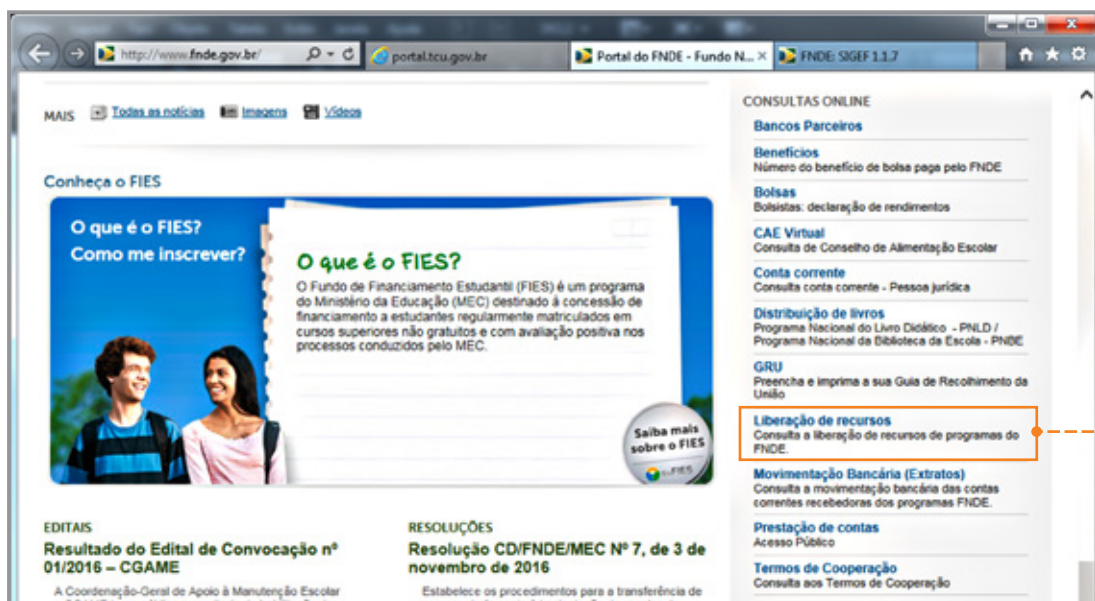 http://www.fnde.gov.br/
portal.tcu.gov.br
Portal do FNDE - Fundo N...
FNDE: SIGEF 1.1.7
MAIS Todas as notícias Imagens Vídeos
Conheça o FIES
O que é o FIES?
Como me inscrever?
O que é o FIES?
O Fundo de Financiamento Estudantil (FIES) é um programa
do Ministério da Educação (MEC) destinado à concessão de
financiamento a estudantes regularmente matriculados em
cursos superiores não gratuitos e com avaliação positiva nos
processos conduzidos pelo MEC.
Saiba mais
sobre o FIES
EDITAIS
Resultado do Edital de Convocação nº
01/2016 – CGAME
A Coordenação-Geral de Apoio à Manutenção Escolar
RESOLUÇÕES
Resolução CD/FNDE/MEC Nº 7, de 3 de
novembro de 2016
Estabelece os procedimentos para a transferência de
CONSULTAS ONLINE
Bancos Parceiros
Benefícios
Número do benefício de bolsa paga pelo FNDE
Bolsas
Bolsistas: declaração de rendimentos
CAE Virtual
Consulta de Conselho de Alimentação Escolar
Conta corrente
Consulta conta corrente - Pessoa jurídica
Distribuição de livros
Programa Nacional do Livro Didático - PNLD /
Programa Nacional da Biblioteca da Escola - PNBE
GRU
Preencha e imprima a sua Guia de Recolhimento da
União
Liberação de recursos
Consulta a liberação de recursos de programas do
FNDE.
Movimentação Bancária (Extratos)
Consulta a movimentação bancária das contas
correntes recebedoras dos programas FNDE.
Prestação de contas
Acesso Público
Termos de Cooperação
Consulta aos Termos de Cooperação